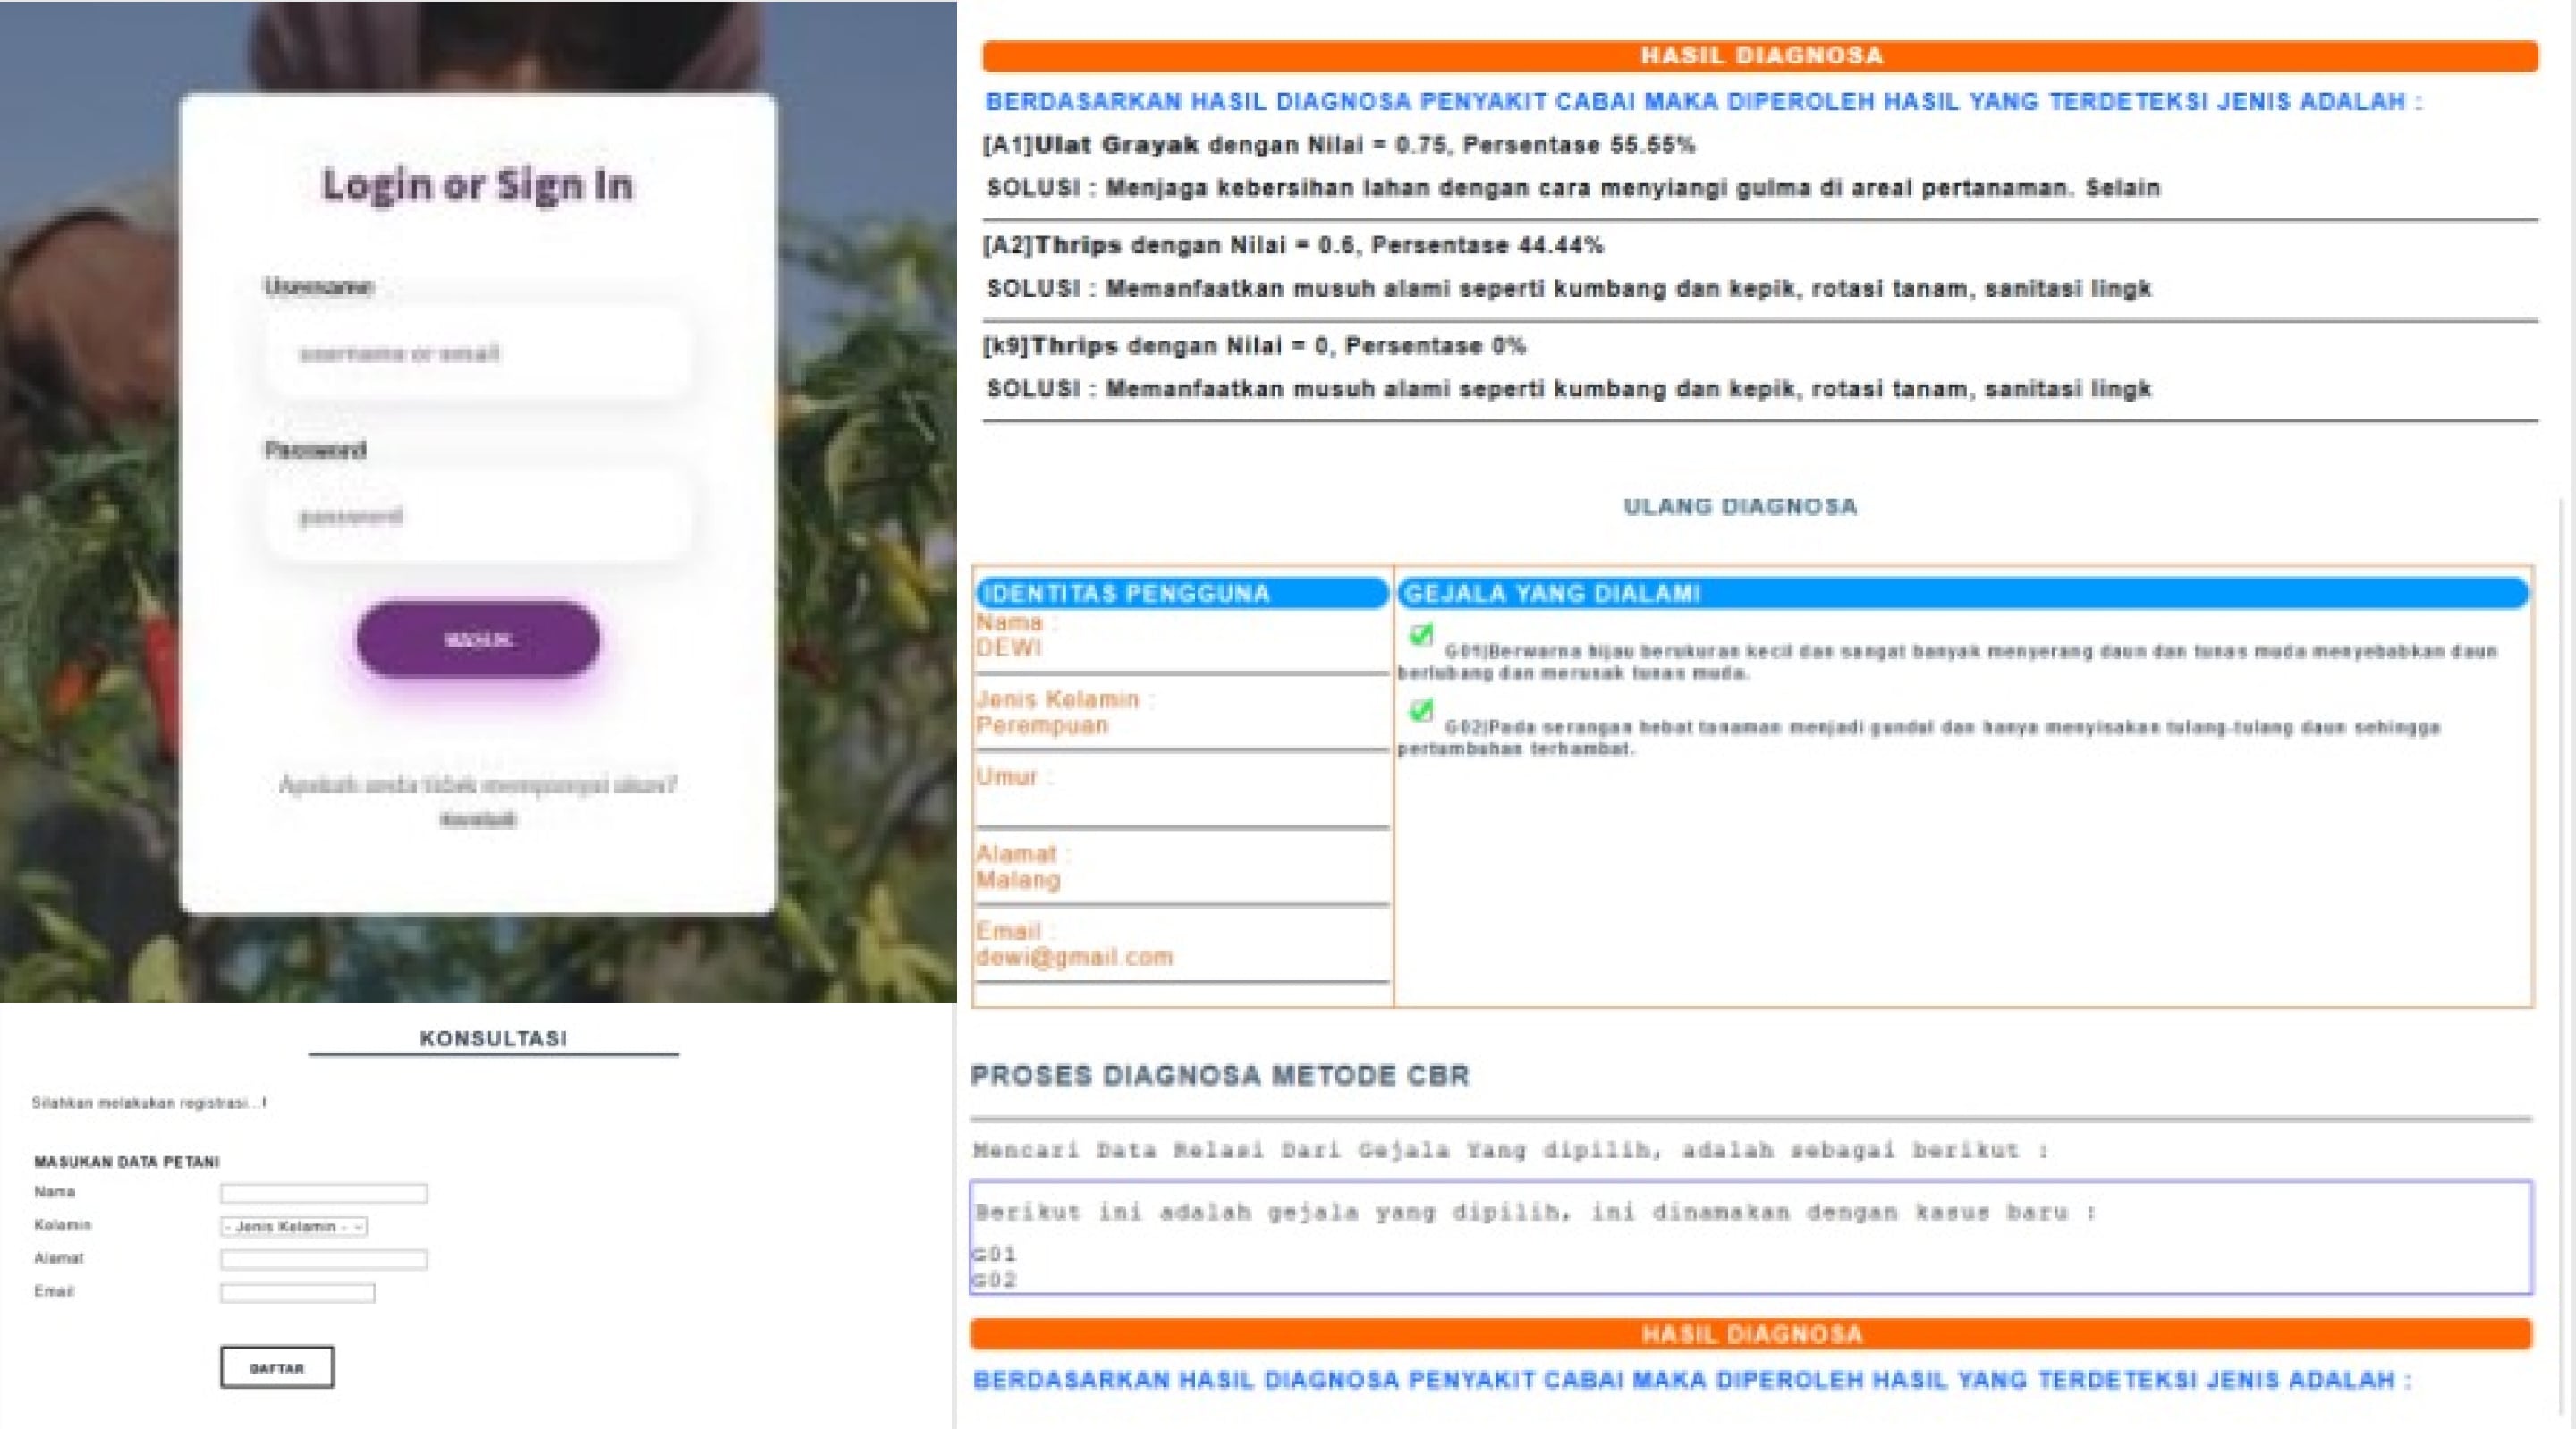 Login or Sign In
Username
username or email
Password
password
MASUK
Apakah anda tidak mempunyai akun?
KONSULTASI
Silahkan melakukan registrasi...!
MASUKAN DATA PETANI
Nama
Kelamin
- Jenis Kelamin -
Alamat
Email
DAFTAR
HASIL DIAGNOSA
BERDASARKAN HASIL DIAGNOSA PENYAKIT CABAI MAKA DIPEROLEH HASIL YANG TERDETEKSI JENIS ADALAH :
[A1]Ulat Grayak dengan Nilai = 0.75, Persentase 55.55%
SOLUSI : Menjaga kebersihan lahan dengan cara menyiangi gulma di areal pertanaman. Selain
[A2]Thrips dengan Nilai = 0.6, Persentase 44.44%
SOLUSI : Memanfaatkan musuh alami seperti kumbang dan kepik, rotasi tanam, sanitasi lingk
[k9]Thrips dengan Nilai = 0, Persentase 0%
SOLUSI : Memanfaatkan musuh alami seperti kumbang dan kepik, rotasi tanam, sanitasi lingk
ULANG DIAGNOSA
IDENTITAS PENGGUNA
Nama :
DEWI
Jenis Kelamin :
Perempuan
Umur :
Alamat :
Malang
Email :
dewi@gmail.com
GEJALA YANG DIALAMI
G01|Berwarna hijau berukuran kecil dan sangat banyak menyerang daun dan tunas muda menyebabkan daun
berlubang dan merusak tunas muda.
G02|Pada serangan hebat tanaman menjadi gundul dan hanya menyisakan tulang-tulang daun sehingga
pertumbuhan terhambat.
PROSES DIAGNOSA METODE CBR
Mencari Data Relasi Dari Gejala Yang dipilih, adalah sebagai berikut :
Berikut ini adalah gejala yang dipilih, ini dinamakan dengan kasus baru :
G01
G02
HASIL DIAGNOSA
BERDASARKAN HASIL DIAGNOSA PENYAKIT CABAI MAKA DIPEROLEH HASIL YANG TERDETEKSI JENIS ADALAH :